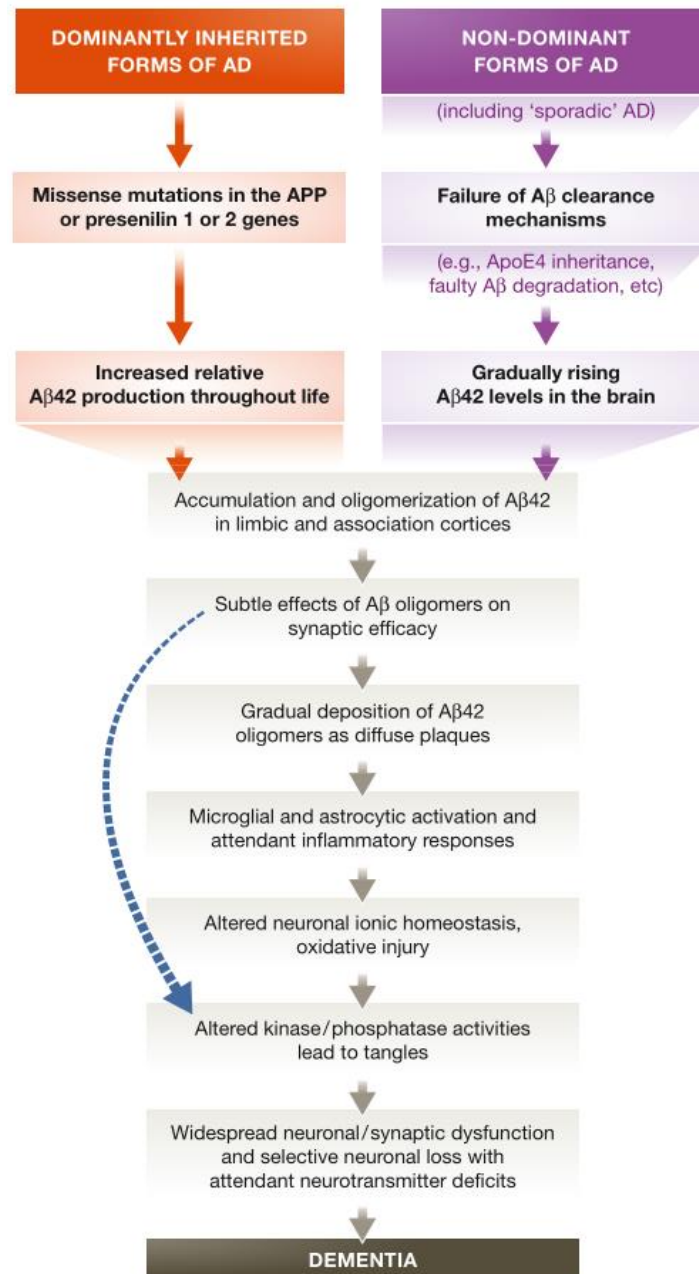 DOMINANTLY INHERITED
FORMS OF AD
NON-DOMINANT
FORMS OF AD
(including ‘sporadic’ AD)
Missense mutations in the APP
or presenilin 1 or 2 genes
Failure of Aβ clearance
mechanisms
(e.g., ApoE4 inheritance,
faulty Aβ degradation, etc)
Increased relative
Aβ42 production throughout life
Gradually rising
Aβ42 levels in the brain
Accumulation and oligomerization of Aβ42
in limbic and association cortices
Subtle effects of Aβ oligomers on
synaptic efficacy
Gradual deposition of Aβ42
oligomers as diffuse plaques
Microglial and astrocytic activation and
attendant inflammatory responses
Altered neuronal ionic homeostasis,
oxidative injury
Altered kinase/phosphatase activities
lead to tangles
Widespread neuronal/synaptic dysfunction
and selective neuronal loss with
attendant neurotransmitter deficits
DEMENTIA